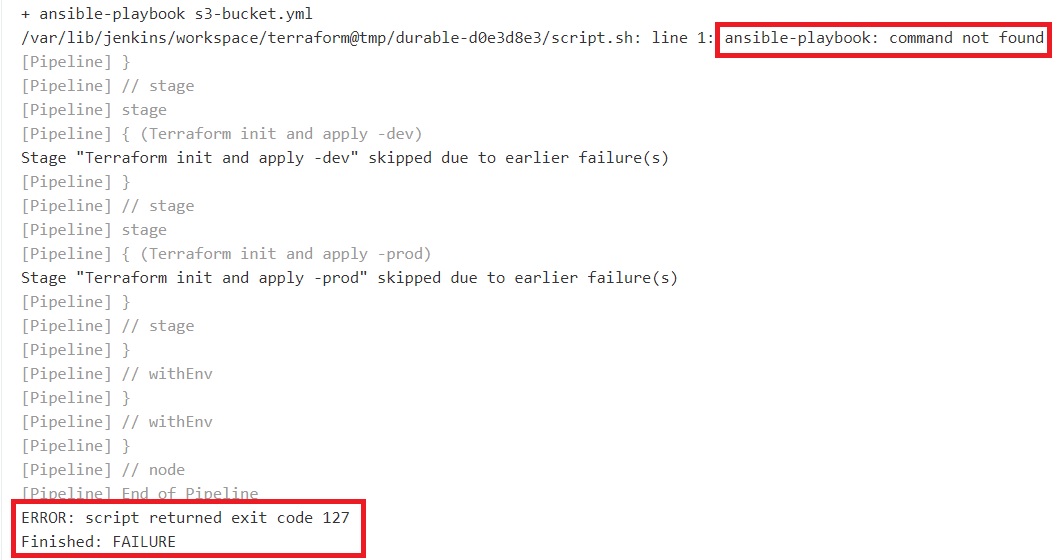 + ansible-playbook s3-bucket.yml
/var/lib/jenkins/workspace/terraform@tmp/durable-d0e3d8e3/script.sh: line 1: ansible-playbook: command not found
[Pipeline] }
[Pipeline] // stage
[Pipeline] stage
[Pipeline] { (Terraform init and apply -dev)
Stage "Terraform init and apply -dev" skipped due to earlier failure(s)
[Pipeline] }
[Pipeline] // stage
[Pipeline] stage
[Pipeline] { (Terraform init and apply -prod)
Stage "Terraform init and apply -prod" skipped due to earlier failure(s)
[Pipeline] }
[Pipeline] // stage
[Pipeline] }
[Pipeline] // withEnv
[Pipeline] }
[Pipeline] // withEnv
[Pipeline] }
[Pipeline] // node
[Pipeline] End of Pipeline
ERROR: script returned exit code 127
Finished: FAILURE